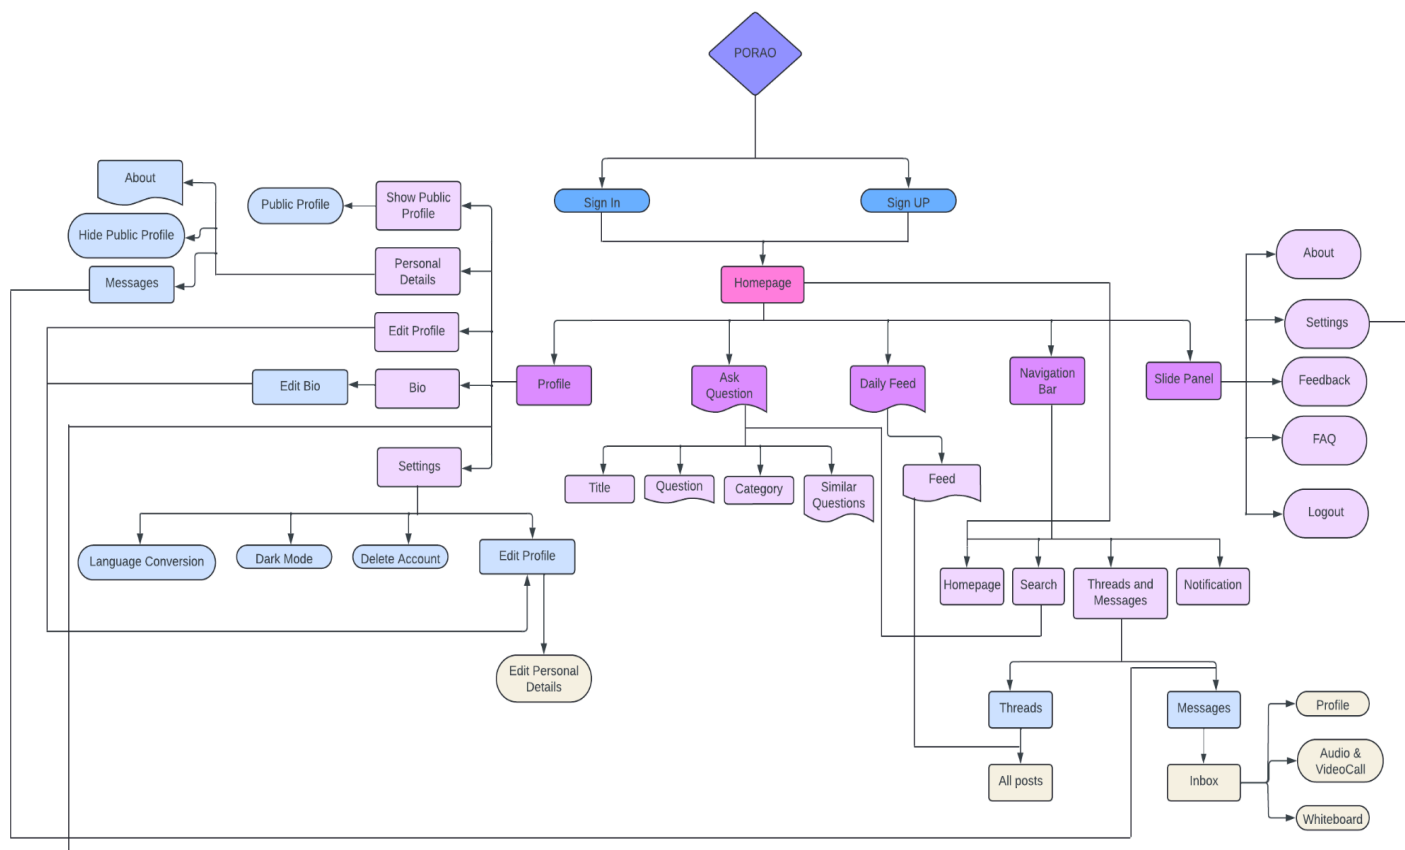 PORAO
Sign In
Sign UP
Homepage
About
Hide Public Profile
Messages
Public Profile
Show Public
Profile
Personal
Details
Edit Profile
Edit Bio
Bio
Settings
Language Conversion
Dark Mode
Delete Account
Edit Profile
Edit Personal
Details
Profile
Ask
Question
Daily Feed
Navigation
Bar
Slide Panel
Title
Question
Category
Similar
Questions
Feed
Homepage
Search
Threads and
Messages
Notification
Threads
Messages
All posts
Inbox
Profile
Audio &
VideoCall
Whiteboard
About
Settings
Feedback
FAQ
Logout